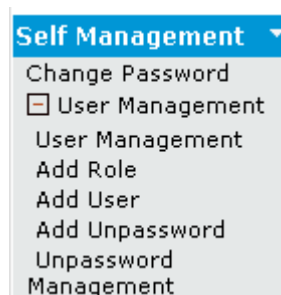 Self Management
Change Password
User Management
User Management
Add Role
Add User
Add Unpassword
Unpassword
Management